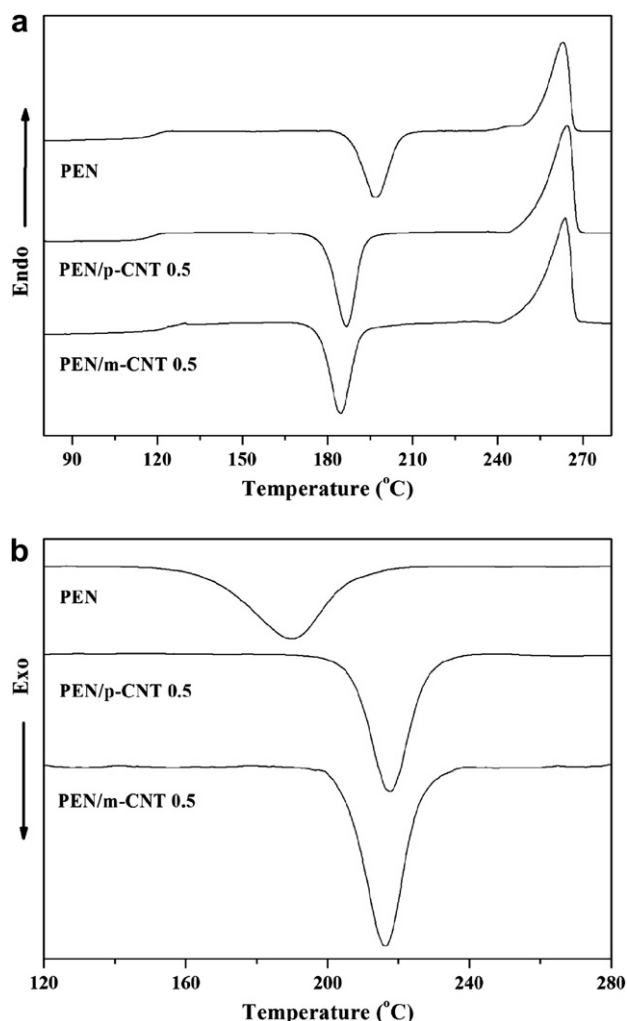 a
Endo
PEN
PEN/p-CNT 0.5
PEN/m-CNT 0.5
90 120 150 180 210 240 270
Temperature (°C)
b
Exo
PEN
PEN/p-CNT 0.5
PEN/m-CNT 0.5
120 160 200 240 280
Temperature (°C)